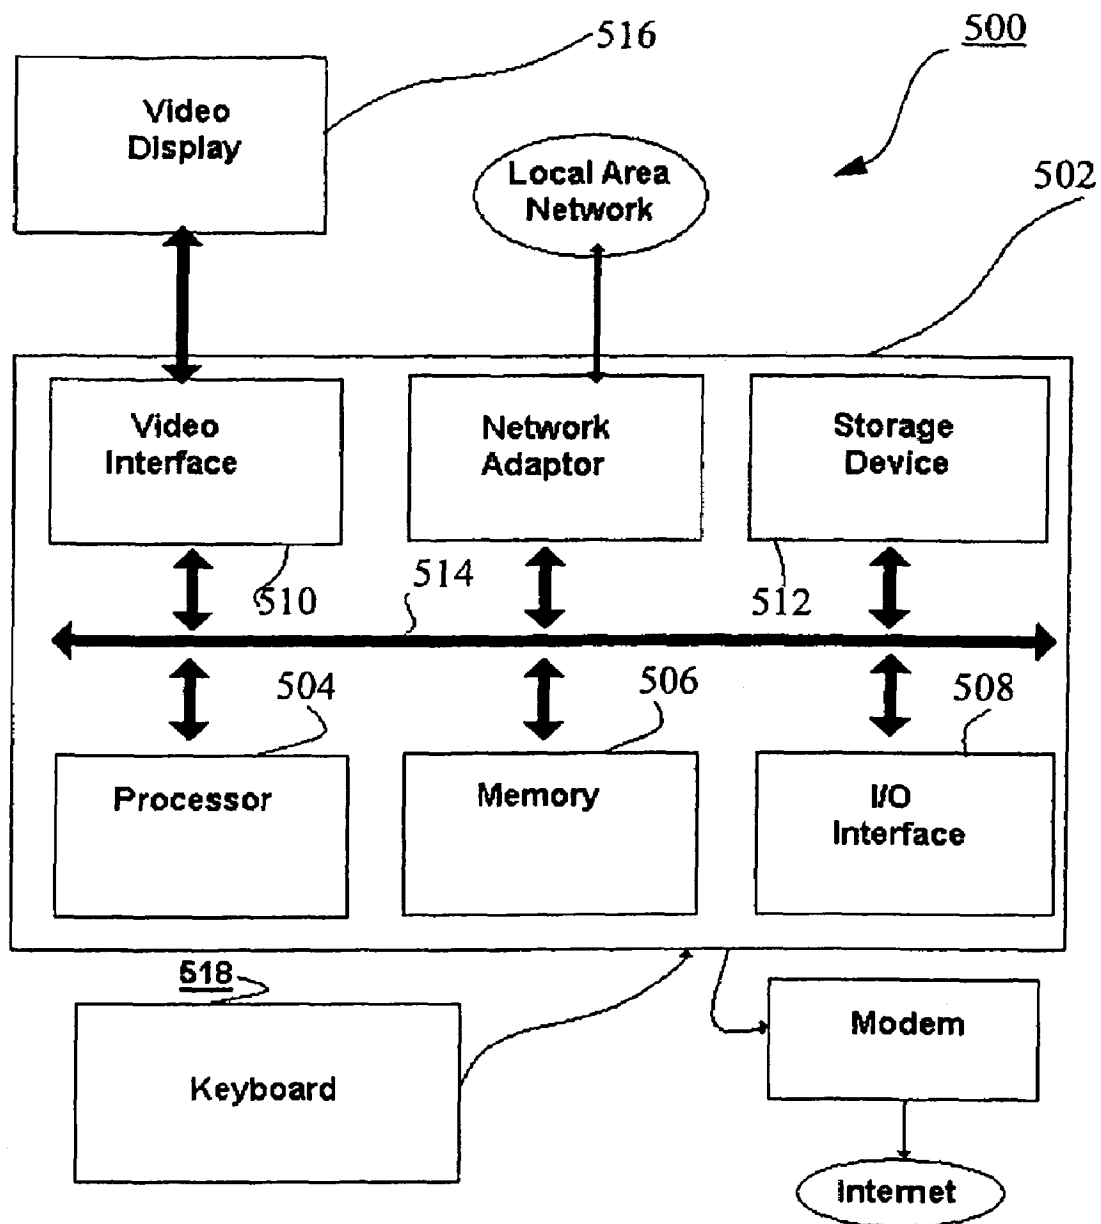 516
500
Video
Display
Local Area
Network
502
Video
Interface
Network
Adaptor
Storage
Device
510
514
512
504
506
508
Processor
Memory
I/O
Interface
518
Keyboard
Modem
Internet